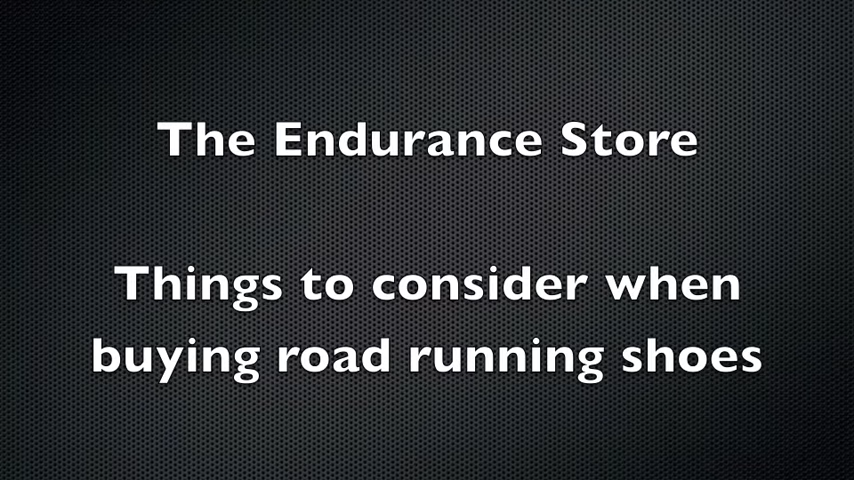 The Endurance Store
Things to consider when
buying road running shoes